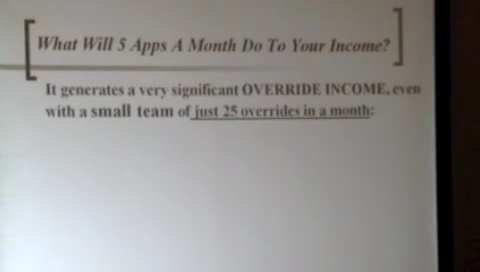 What Will 5 Apps A Month Do To Your Income?
It generates a very significant OVERRIDE INCOME, even
with a small team of just 25 overrides in a month: